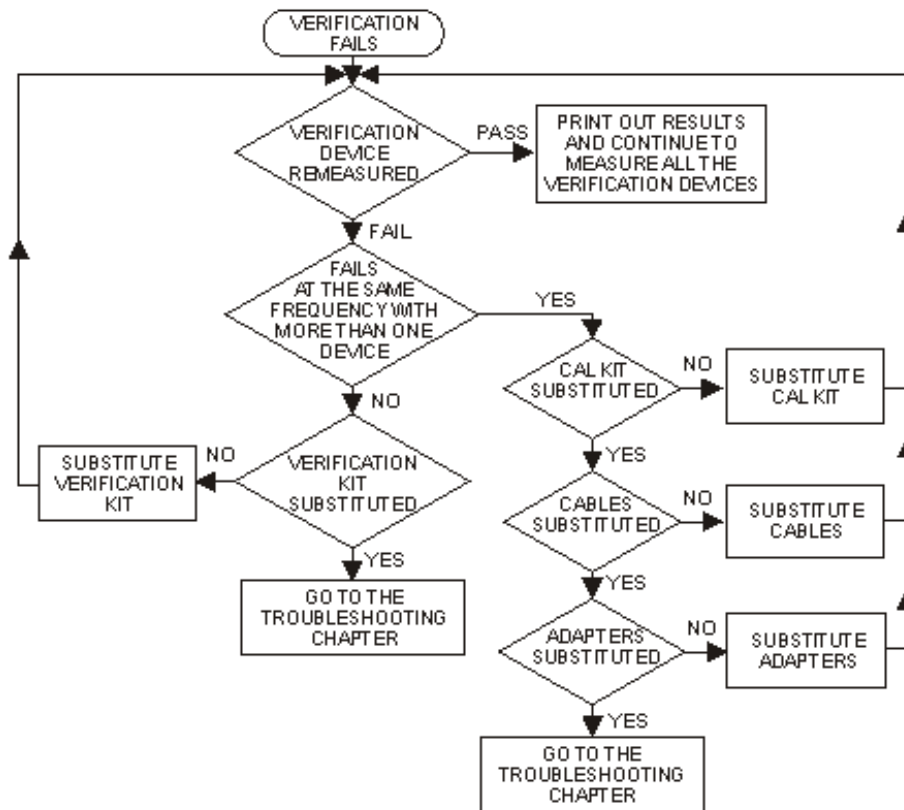 VERIFICATION
FAILS
VERIFICATION
DEVICE
REMEASURED
PASS
PRINT OUT RESULTS
AND CONTINUE TO
MEASURE ALL THE
VERIFICATION DEVICES
FAIL
FAILS
AT THE SAME
FREQUENCY WITH
MORE THAN ONE
DEVICE
YES
CAL KIT
SUBSTITUTED
NO
SUBSTITUTE
CAL KIT
NO
VERIFICATION
KIT
SUBSTITUTED
NO
SUBSTITUTE
VERIFICATION
KIT
YES
CABLES
SUBSTITUTED
NO
SUBSTITUTE
CABLES
YES
GO TO THE
TROUBLESHOOTING
CHAPTER
YES
ADAPTERS
SUBSTITUTED
NO
SUBSTITUTE
ADAPTERS
YES
GO TO THE
TROUBLESHOOTING
CHAPTER